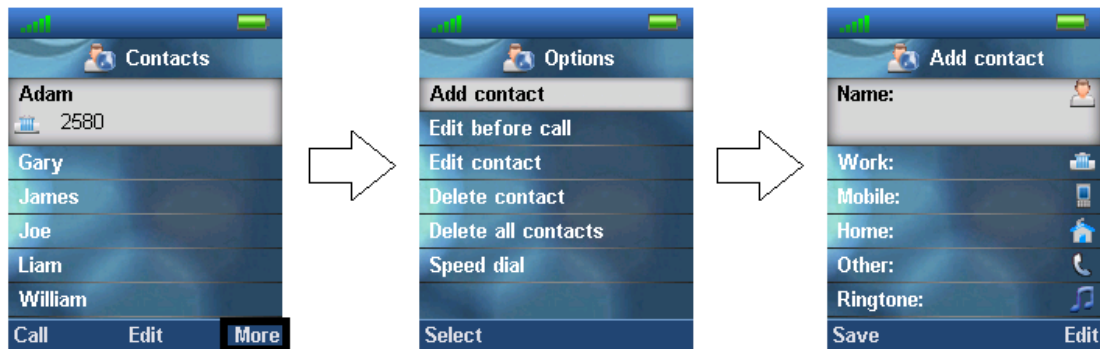 Contacts
Adam
2580
Gary
James
Joe
Liam
William
Call Edit More
Options
Add contact
Edit before call
Edit contact
Delete contact
Delete all contacts
Speed dial
Select
Add contact
Name:
Work:
Mobile:
Home:
Other:
Ringtone:
Save Edit